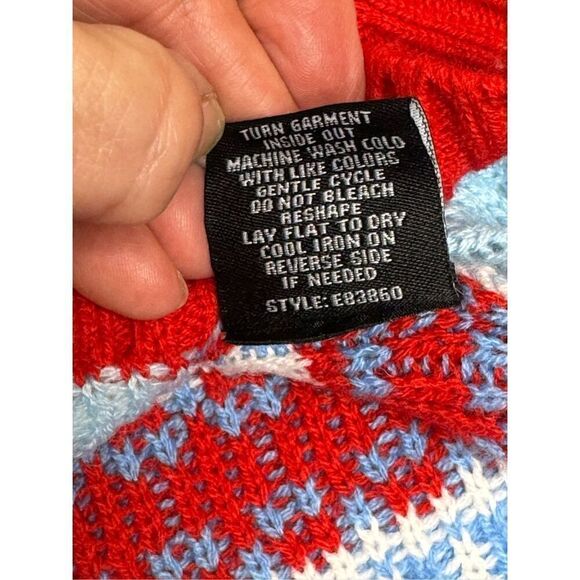 TURN GARMENT
INSIDE OUT
MACHINE WASH COLD
WITH LIKE COLORS
GENTLE CYCLE
DO NOT BLEACH
RESHAPE
LAY FLAT TO DRY
COOL IRON ON
REVERSE SIDE
IF NEEDED
STYLE: E83860